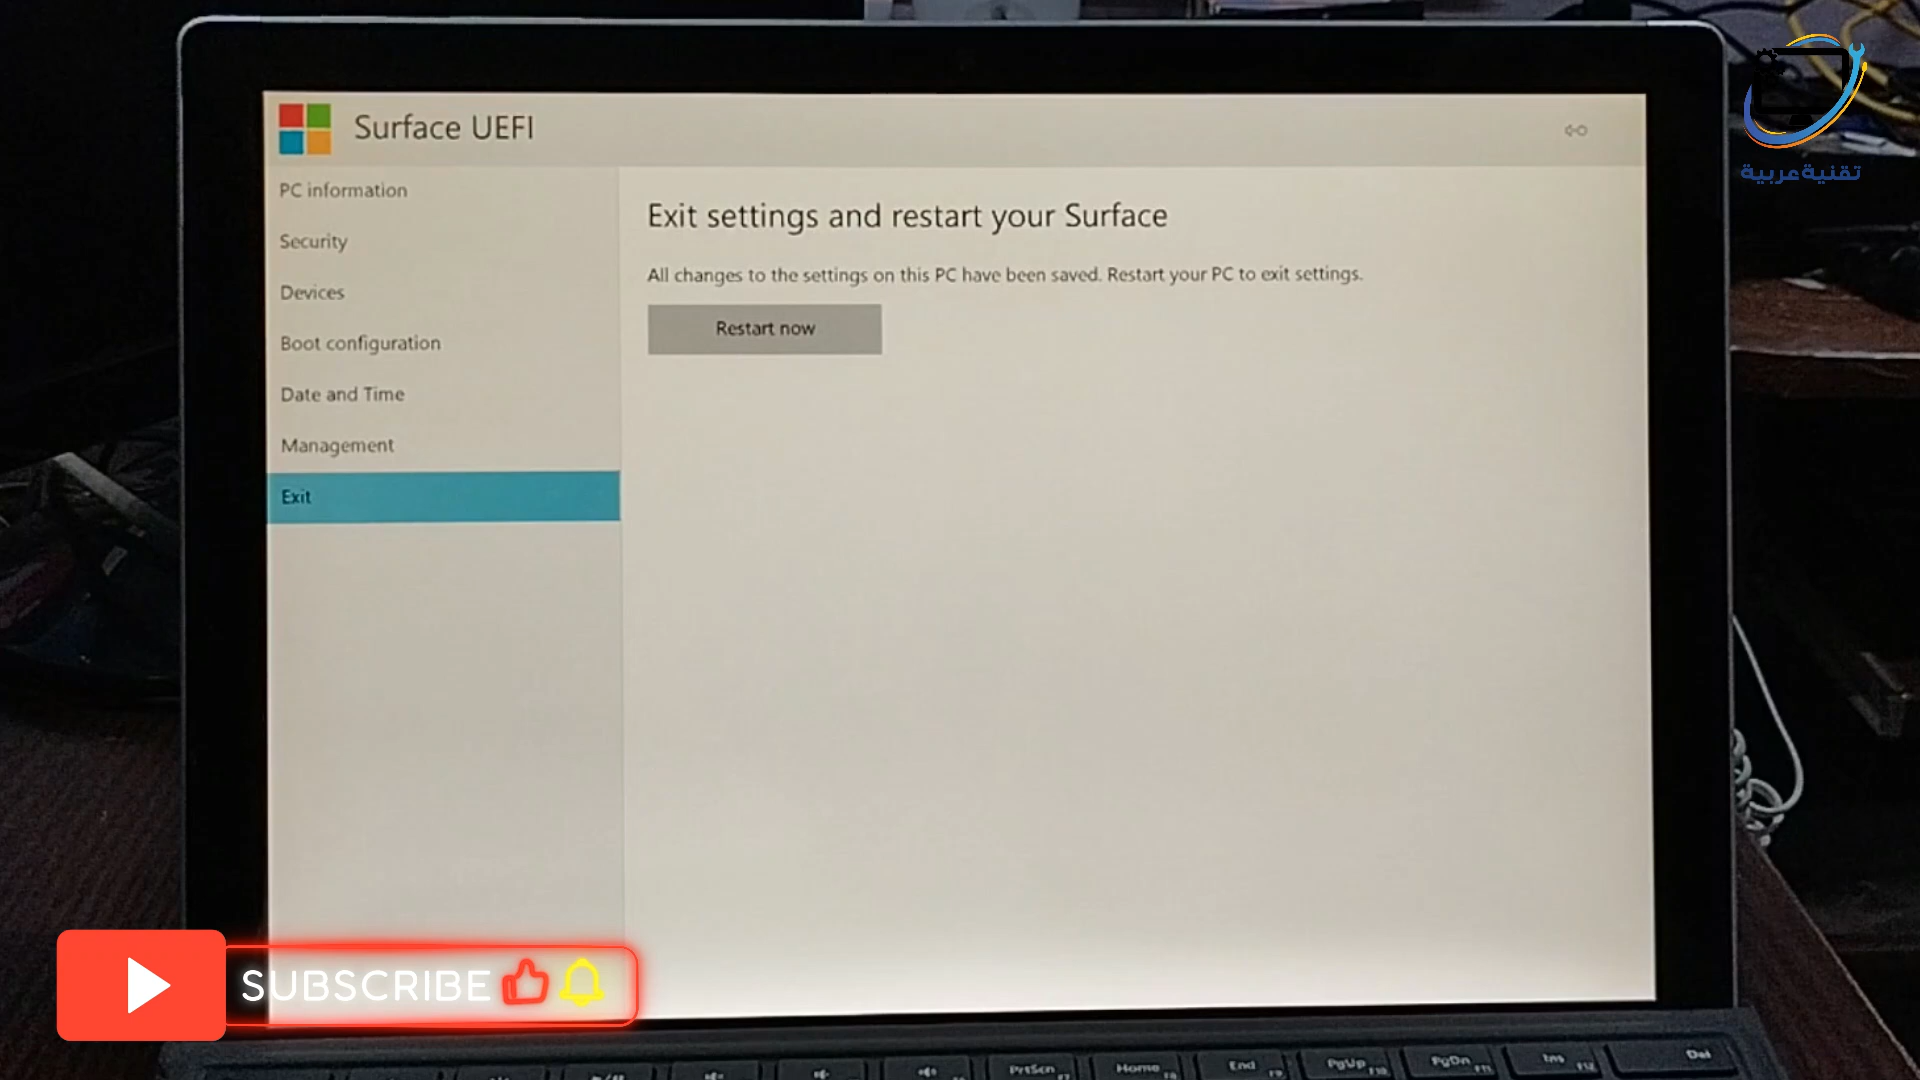 Surface UEFI
تقنية عربية
PC information
Security
Devices
Boot configuration
Date and Time
Management
Exit
Exit settings and restart your Surface
All changes to the settings on this PC have been saved. Restart your PC to exit settings.
Restart now
SUBSCRIBE
PrtScn
Home
End
PgUp
PgDn
Ins
Del